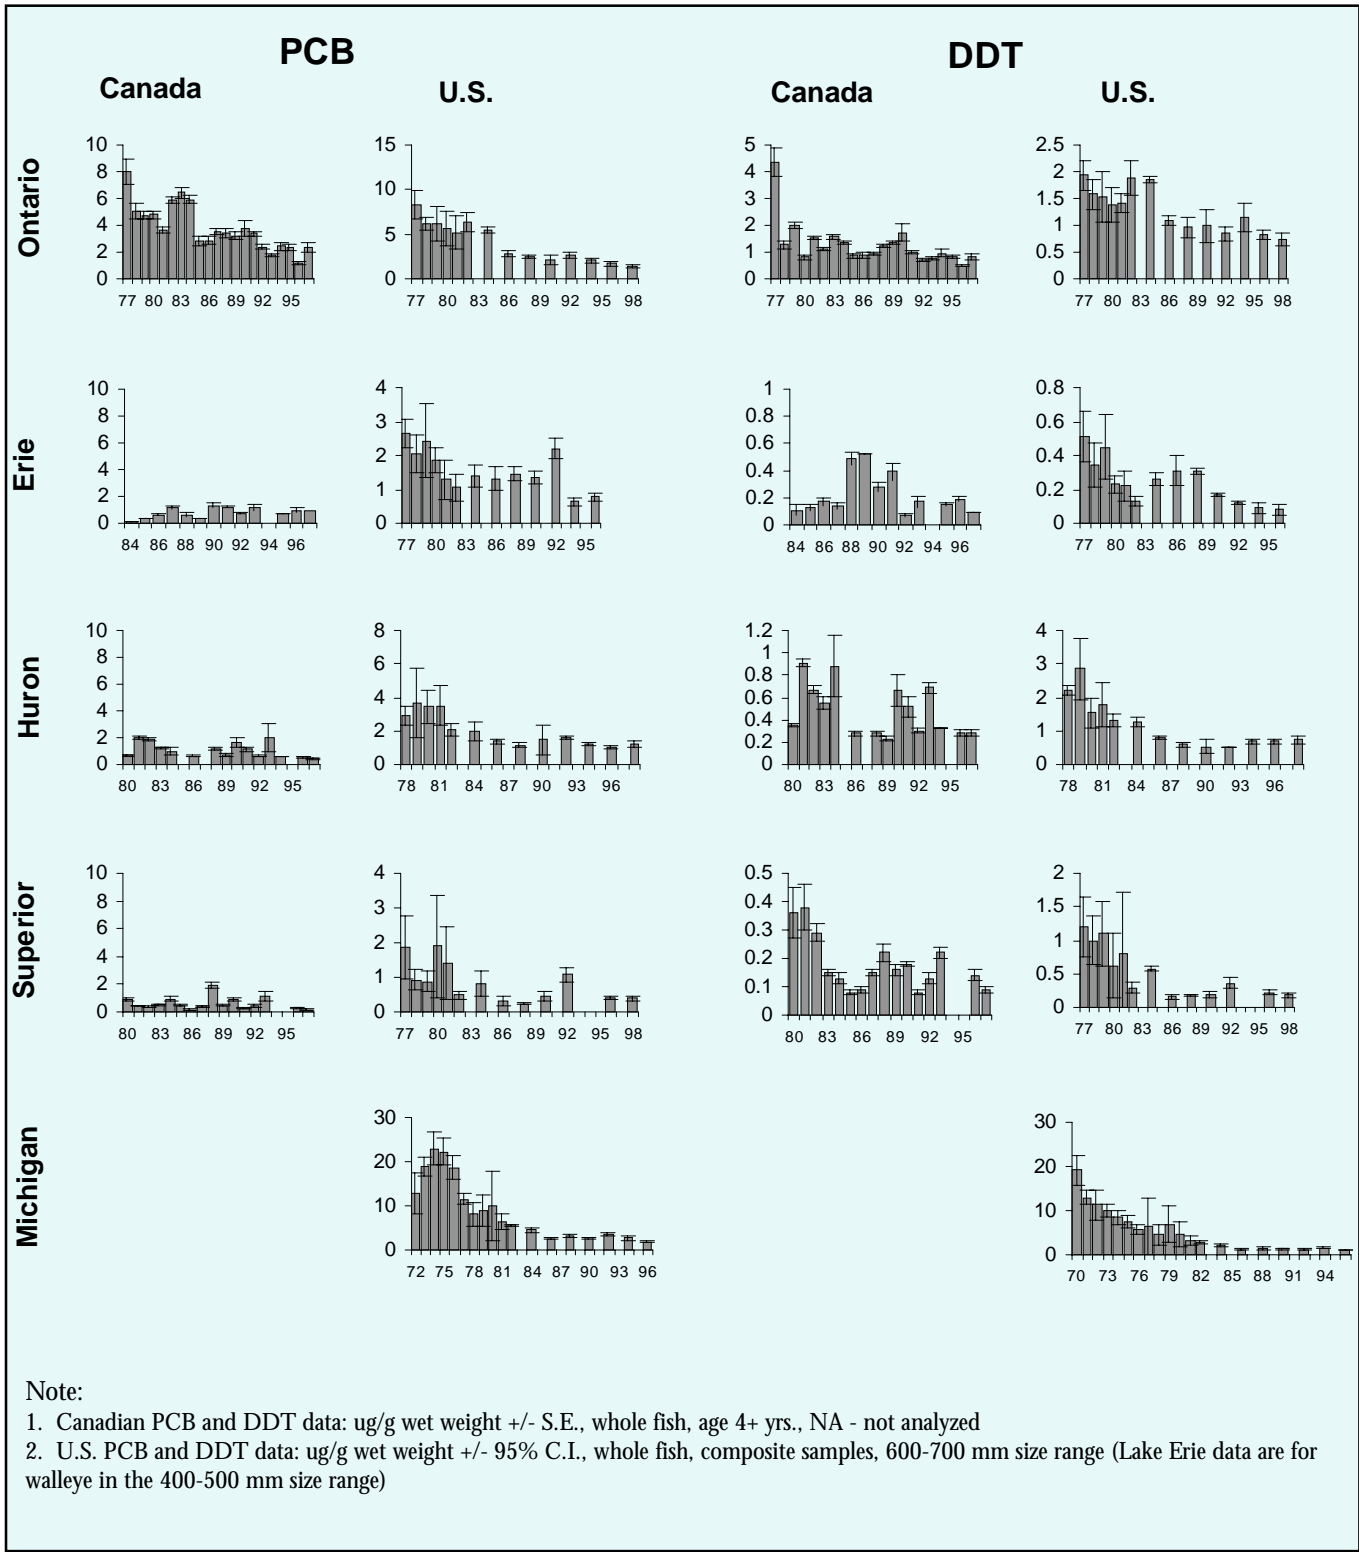 PCB
DDT
Canada
U.S.
Canada
U.S.
Ontario
10
8
6
4
2
0
77 80 83 86 89 92 95
15
10
5
0
77 80 83 86 89 92 95 98
5
4
3
2
1
0
77 80 83 86 89 92 95
2.5
2
1.5
1
0.5
0
77 80 83 86 89 92 95 98
Erie
10
8
6
4
2
0
84 86 88 90 92 94 96
4
3
2
1
0
77 80 83 86 89 92 95
1
0.8
0.6
0.4
0.2
0
84 86 88 90 92 94 96
0.8
0.6
0.4
0.2
0
77 80 83 86 89 92 95
Huron
10
8
6
4
2
0
80 83 86 89 92 95
8
6
4
2
0
78 81 84 87 90 93 96
1.2
1
0.8
0.6
0.4
0.2
0
80 83 86 89 92 95
4
3
2
1
0
78 81 84 87 90 93 96
Superior
10
8
6
4
2
0
80 83 86 89 92 95
4
3
2
1
0
77 80 83 86 89 92 95 98
0.5
0.4
0.3
0.2
0.1
0
80 83 86 89 92 95
2
1.5
1
0.5
0
77 80 83 86 89 92 95 98
Michigan
30
20
10
0
72 75 78 81 84 87 90 93 96
30
20
10
0
70 73 76 79 82 85 88 91 94
Note:
1. Canadian PCB and DDT data: ug/g wet weight +/- S.E., whole fish, age 4+ yrs., NA - not analyzed
2. U.S. PCB and DDT data: ug/g wet weight +/- 95% C.I., whole fish, composite samples, 600-700 mm size range (Lake Erie data are for
walleye in the 400-500 mm size range)